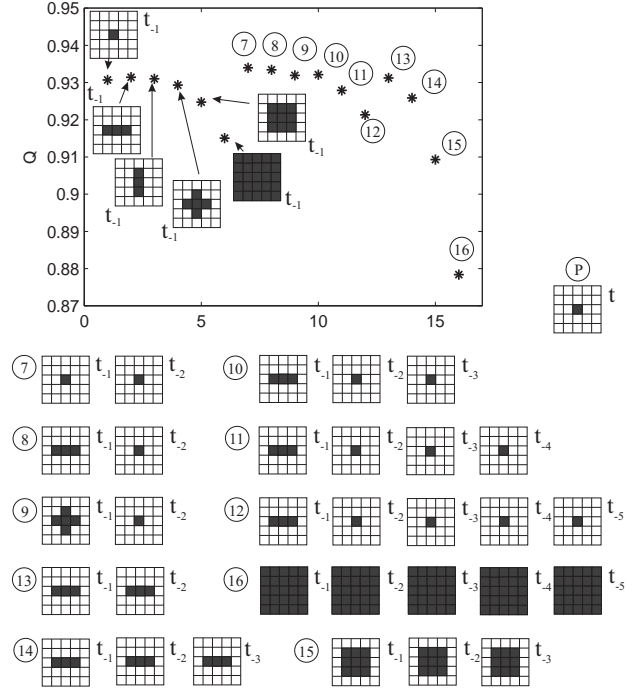 0.95
0.94
0.93
0.92
0.91
0.9
0.89
0.88
0.87
Q
0 5 10 15
t-1
t-1
t-1
t-1
t-1
t-1
7 8 9 10 11 12 13 14 15 16
P t
7 t-1 t-2
10 t-1 t-2 t-3
8 t-1 t-2
11 t-1 t-2 t-3 t-4
9 t-1 t-2
12 t-1 t-2 t-3 t-4 t-5
13 t-1 t-2
16 t-1 t-2 t-3 t-4 t-5
14 t-1 t-2 t-3
15 t-1 t-2 t-3